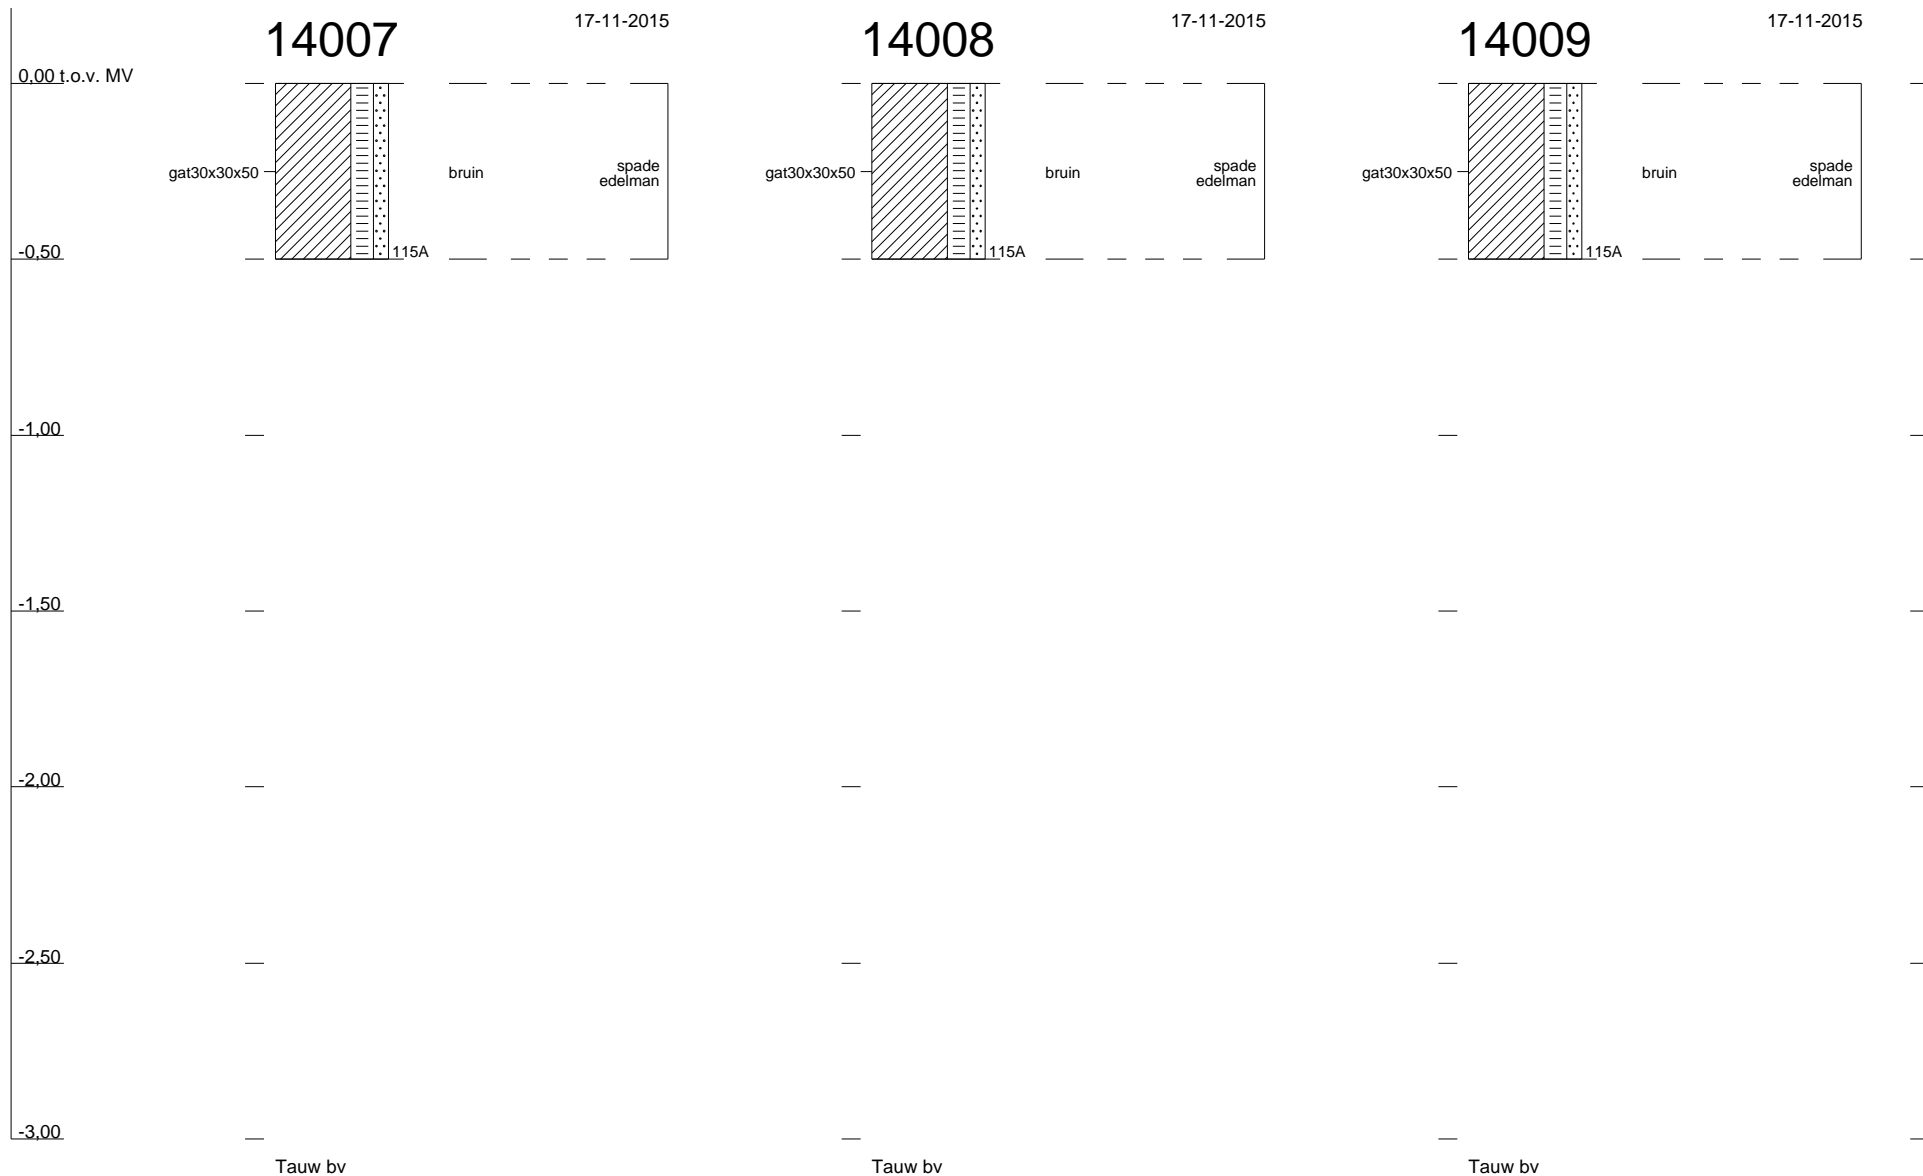 14007
17-11-2015
14008
17-11-2015
14009
17-11-2015
0,00 t.o.v. MV
gat30x30x50
bruin
spade
edelman
115A
gat30x30x50
bruin
spade
edelman
115A
gat30x30x50
bruin
spade
edelman
115A
-0,50
-1,00
-1,50
-2,00
-2,50
-3,00
Tauw bv
Tauw bv
Tauw bv